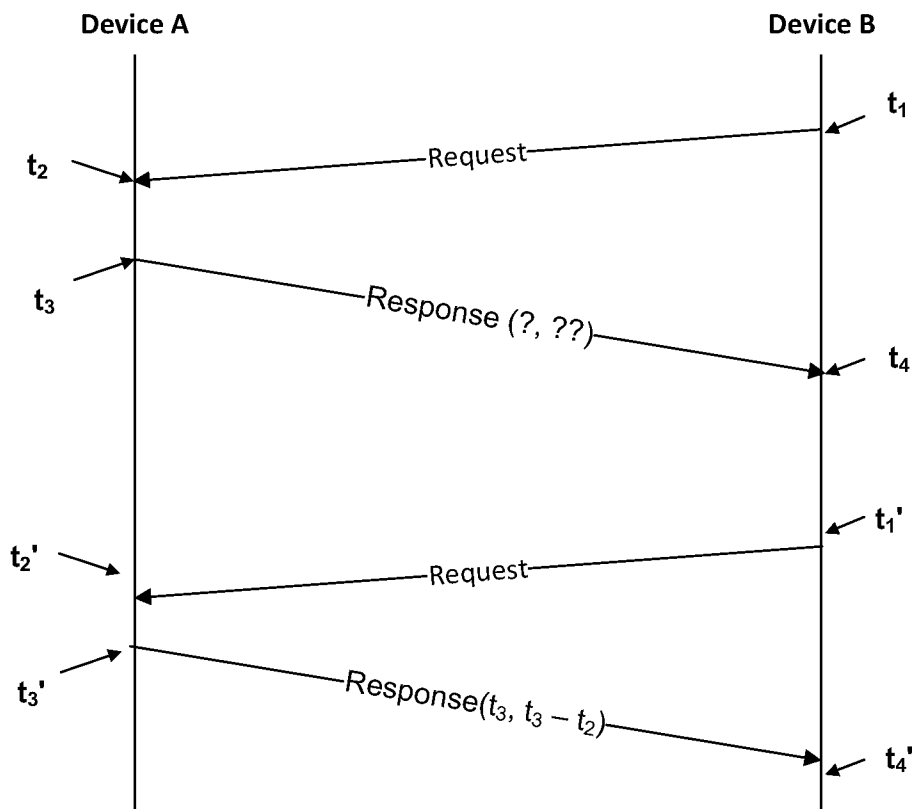 Device A Device B
t₁
Request
t₂
t₃
Response (?, ??)
t₄
t₁'
t₂'
Request
t₃'
Response(t₃, t₃ – t₂)
t₄'